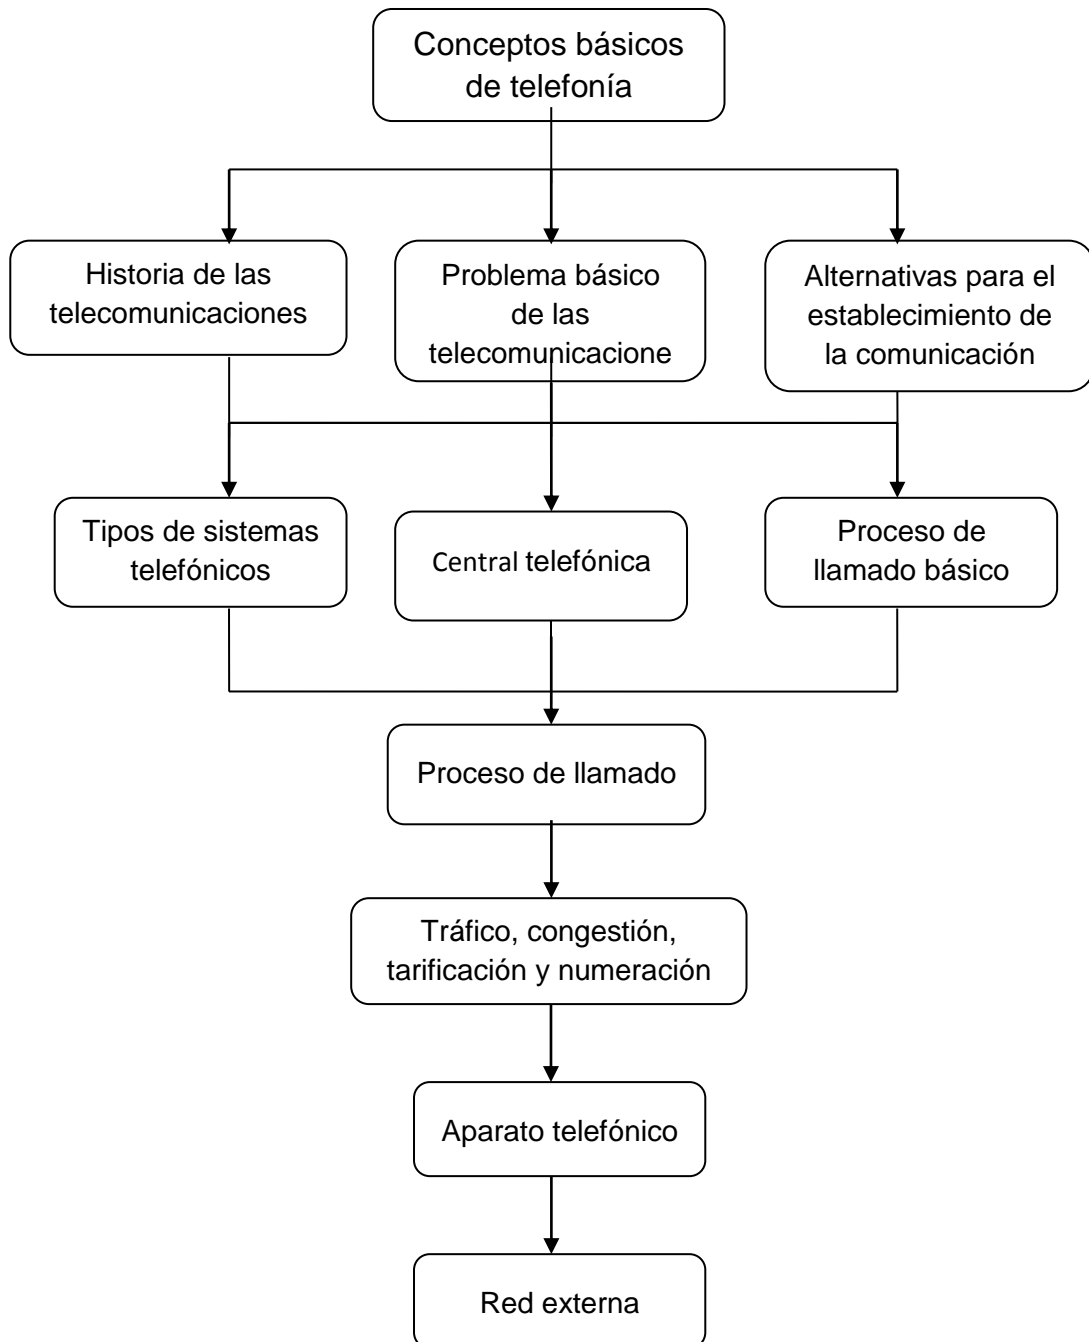 Conceptos básicos
de telefonía
Historia de las
telecomunicaciones
Problema básico
de las
telecomunicacione
Alternativas para el
establecimiento de
la comunicación
Tipos de sistemas
telefónicos
Central telefónica
Proceso de
llamado básico
Proceso de llamado
Tráfico, congestión,
tarificación y numeración
Aparato telefónico
Red externa